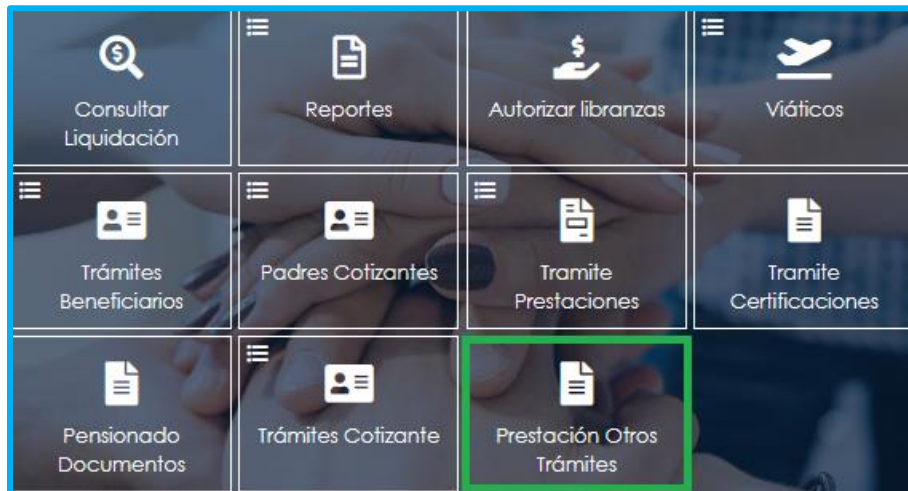 Consultar
Liquidación
Reportes
Autorizar libranzas
Viáticos
Trámites
Beneficiarios
Padres Cotizantes
Tramite
Prestaciones
Tramite
Certificaciones
Pensionado
Documentos
Trámites Cotizante
Prestación Otros
Trámites